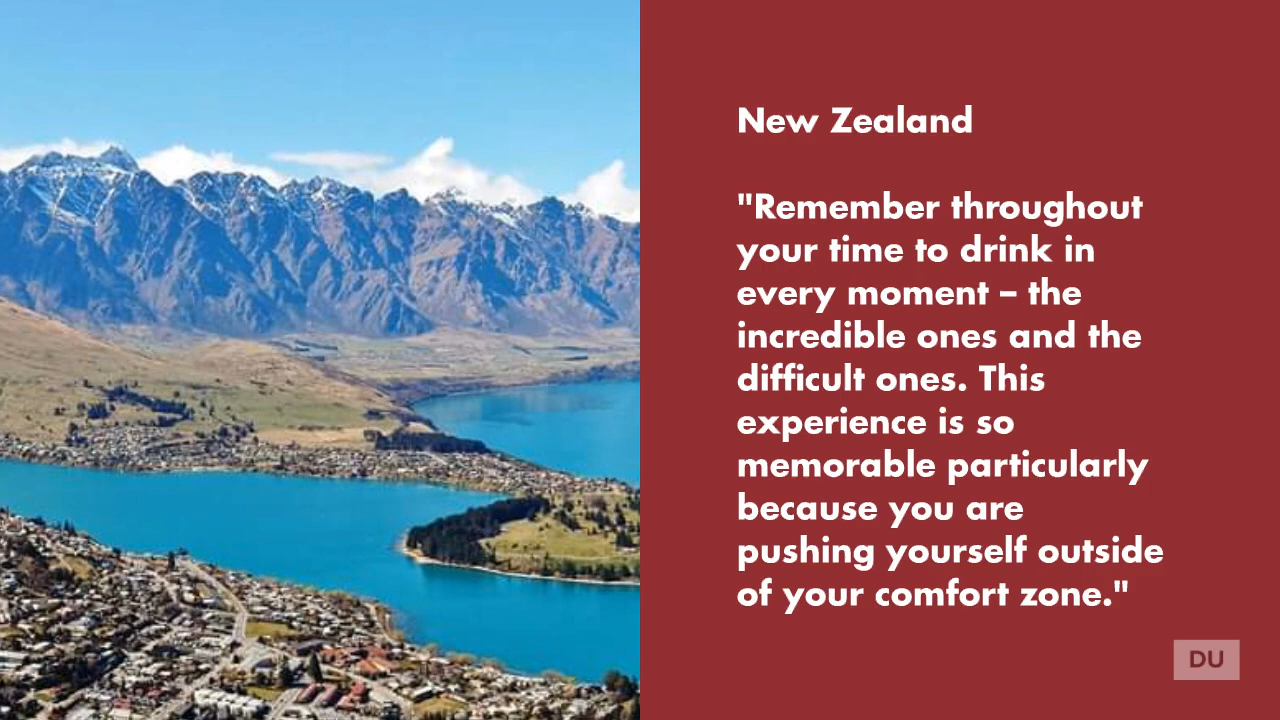 New Zealand
"Remember throughout
your time to drink in
every moment – the
incredible ones and the
difficult ones. This
experience is so
memorable particularly
because you are
pushing yourself outside
of your comfort zone."
DU